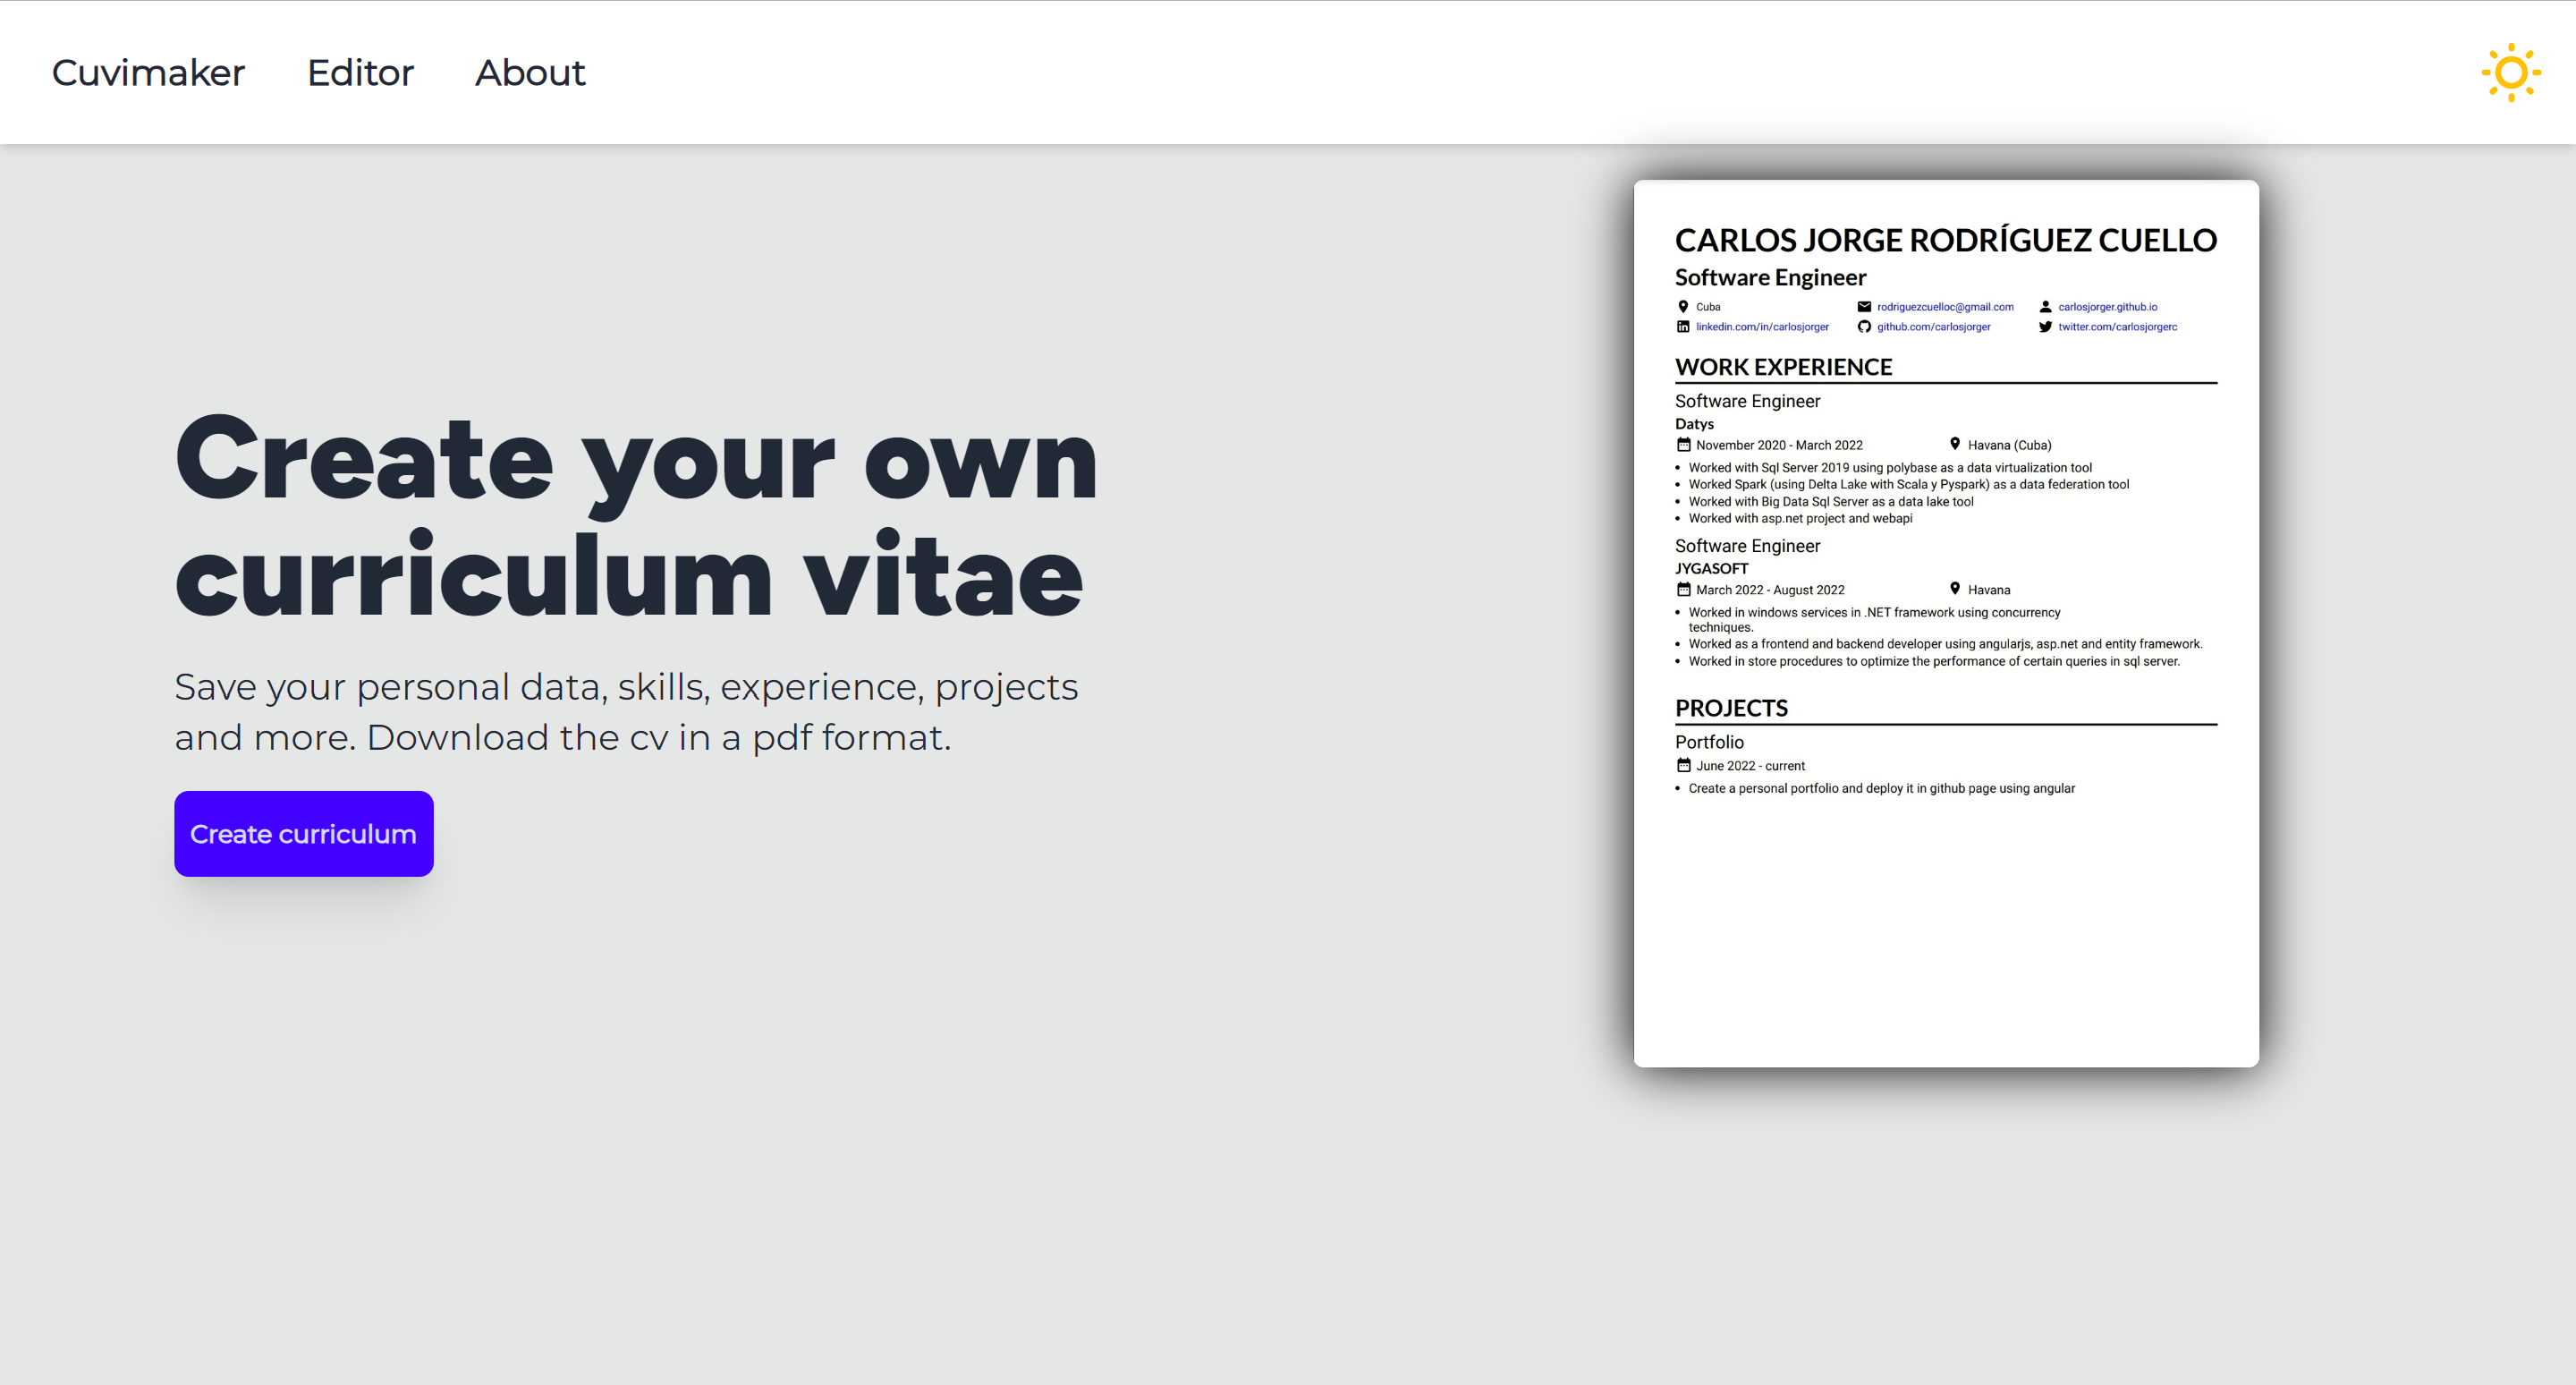 Cuvimaker Editor About
Create your own
curriculum vitae
Save your personal data, skills, experience, projects
and more. Download the cv in a pdf format.
Create curriculum
CARLOS JORGE RODRÍGUEZ CUELLO
Software Engineer
Cuba rodriguezcuelloc@gmail.com carlosjorger.github.io
linkedin.com/in/carlosjorger github.com/carlosjorger twitter.com/carlosjorgerc
WORK EXPERIENCE
Software Engineer
Datys
November 2020 - March 2022 Havana (Cuba)
• Worked with Sql Server 2019 using polybase as a data virtualization tool
• Worked Spark (using Delta Lake with Scala y Pyspark) as a data federation tool
• Worked with Big Data Sql Server as a data lake tool
• Worked with asp.net project and webapi
Software Engineer
JYGASOFT
March 2022 - August 2022 Havana
• Worked in windows services in .NET framework using concurrency
techniques.
• Worked as a frontend and backend developer using angularjs, asp.net and entity framework.
• Worked in store procedures to optimize the performance of certain queries in sql server.
PROJECTS
Portfolio
June 2022 - current
• Create a personal portfolio and deploy it in github page using angular